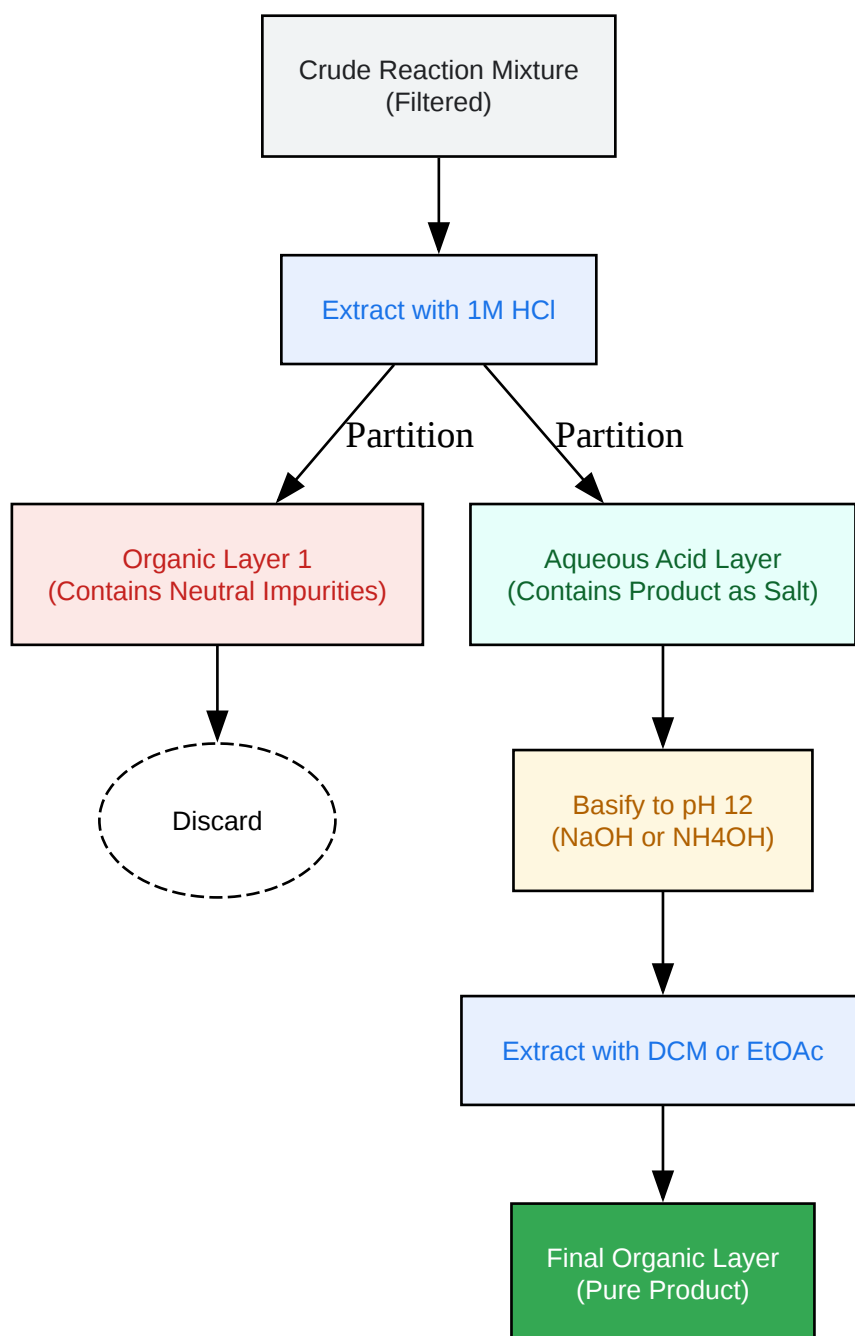 Crude Reaction Mixture
(Filtered)
Extract with 1M HCl
Partition
Partition
Organic Layer 1
(Contains Neutral Impurities)
Aqueous Acid Layer
(Contains Product as Salt)
Discard
Basify to pH 12
(NaOH or NH4OH)
Extract with DCM or EtOAc
Final Organic Layer
(Pure Product)